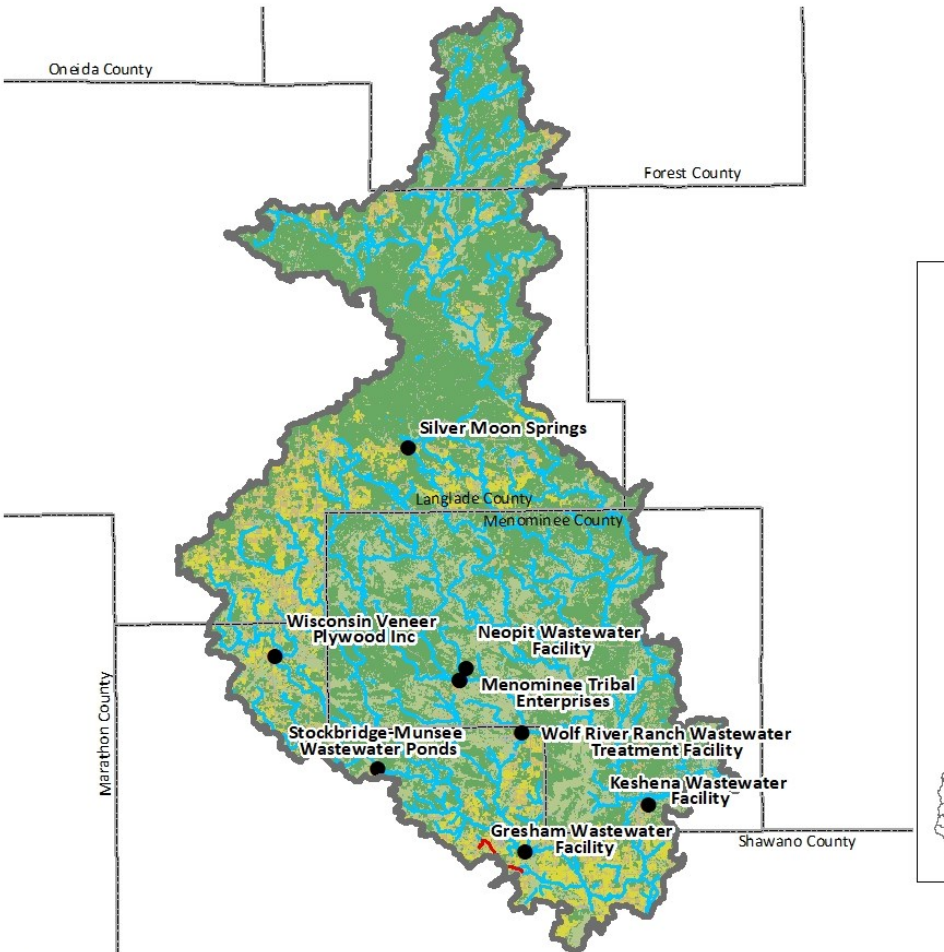 Oneida County
Forest County
Silver Moon Springs
Langlade County
Menominee County
Wisconsin Veneer
Plywood Inc
Neopit Wastewater
Facility
Menominee Tribal
Enterprises
Marathon County
Stockbridge-Munsee
Wastewater Ponds
Wolf River Ranch Wastewater
Treatment Facility
Keshena Wastewater
Facility
Gresham Wastewater
Facility
Shawano County